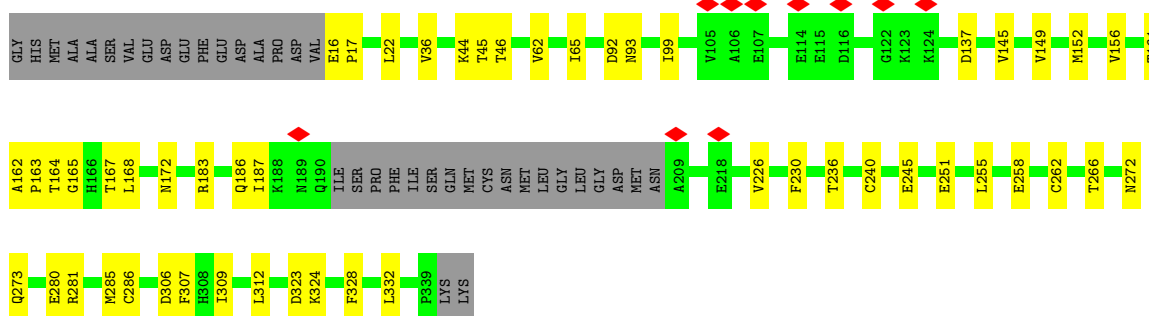 GLY HIS MET ALA ALA SER VAL GLU ASP GLU PHE GLU ASP ALA PRO ASP VAL E16 P17 L22 V36 K44 T45 T46 V62 I65 D92 N93 I99 V105 A106 E107 E114 E115 D116 G122 K123 K124 D137 V145 V149 M152 V156
A162 P163 T164 G165 H166 T167 L168 N172 R183 Q186 I187 K188 N189 Q190 ILE SER PRO PHE ILE SER GLN MET CYS ASN MET LEU GLY LEU GLY ASP MET ASN A209 E218 V226 F230 T236 C240 E245 E251 L255 E258 C262 T266 N272
Q273 E280 R281 M285 C286 D306 F307 H308 I309 L312 D323 K324 F328 L332 P339 LYS LYS